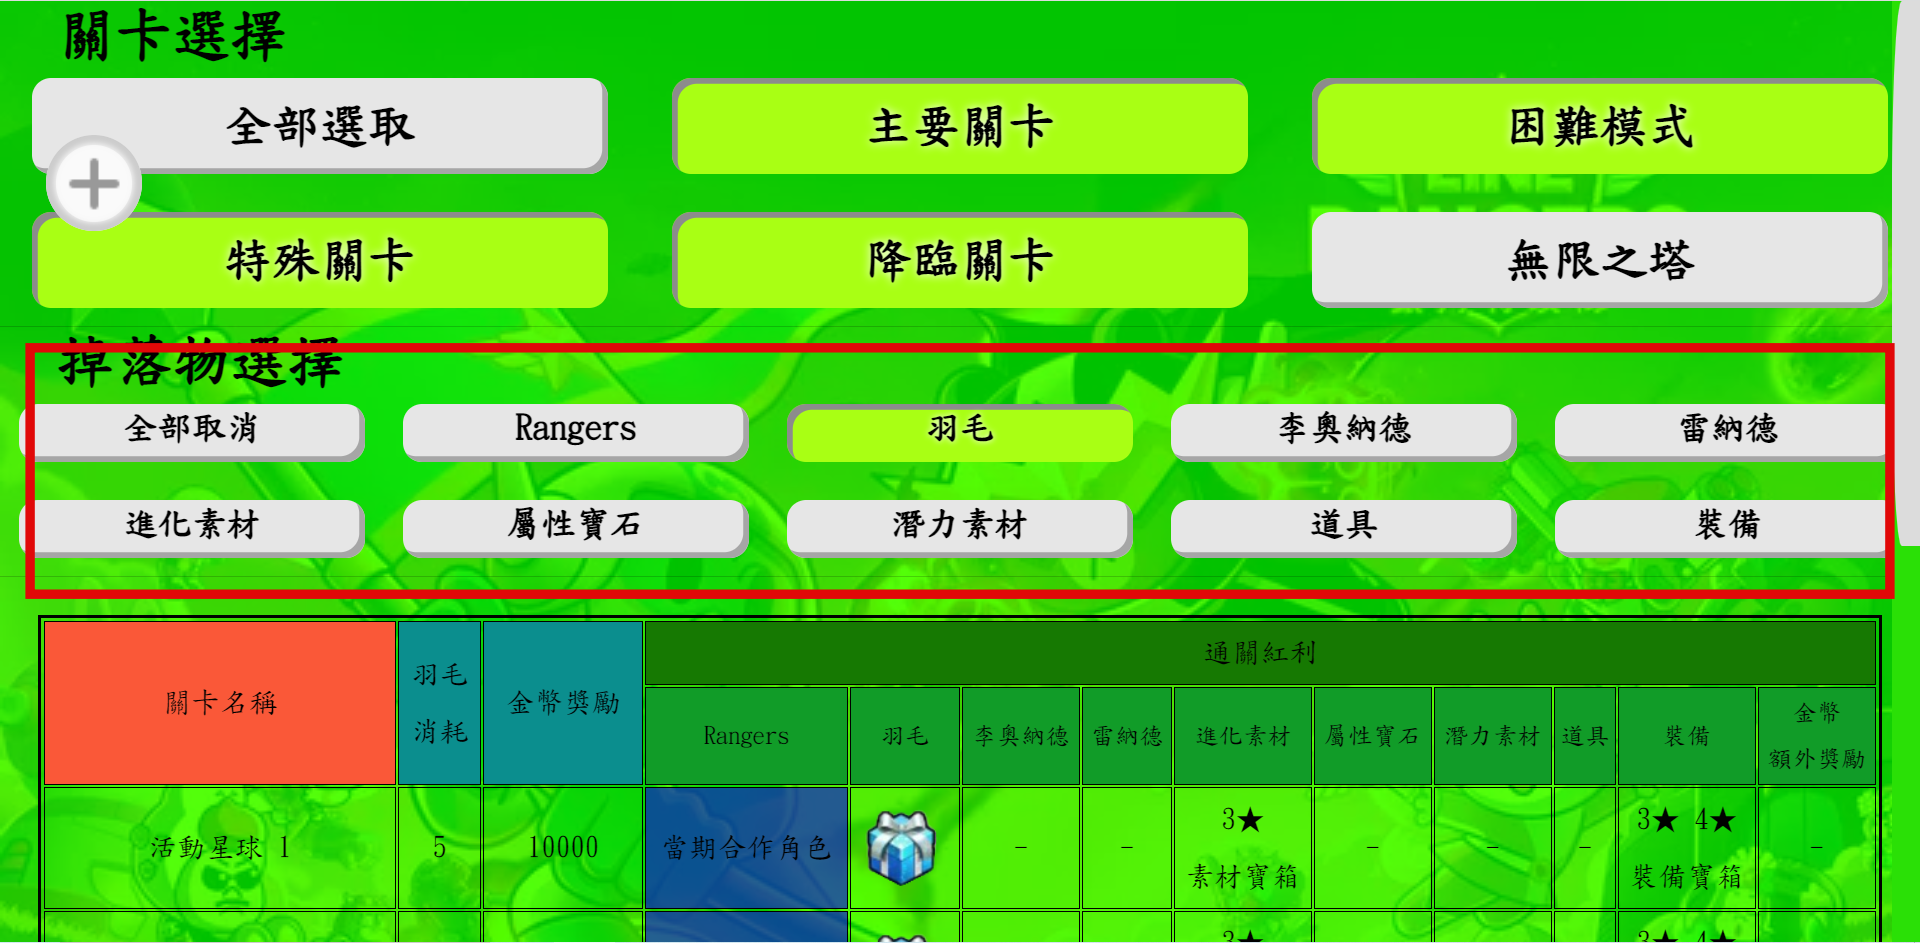 關卡選擇
全部選取
主要關卡
困難模式
特殊關卡
降臨關卡
無限之塔
掉落物選擇
全部取消
Rangers
羽毛
李奧納德
雷納德
進化素材
屬性寶石
潛力素材
道具
裝備
關卡名稱
羽毛
消耗
金幣獎勵
通關紅利
Rangers
羽毛
李奧納德
雷納德
進化素材
屬性寶石
潛力素材
道具
裝備
金幣
額外獎勵
活動星球 1
5
10000
當期合作角色
-
-
3★
素材寶箱
-
-
-
3★ 4★
裝備寶箱
-
3★
3★ 4★